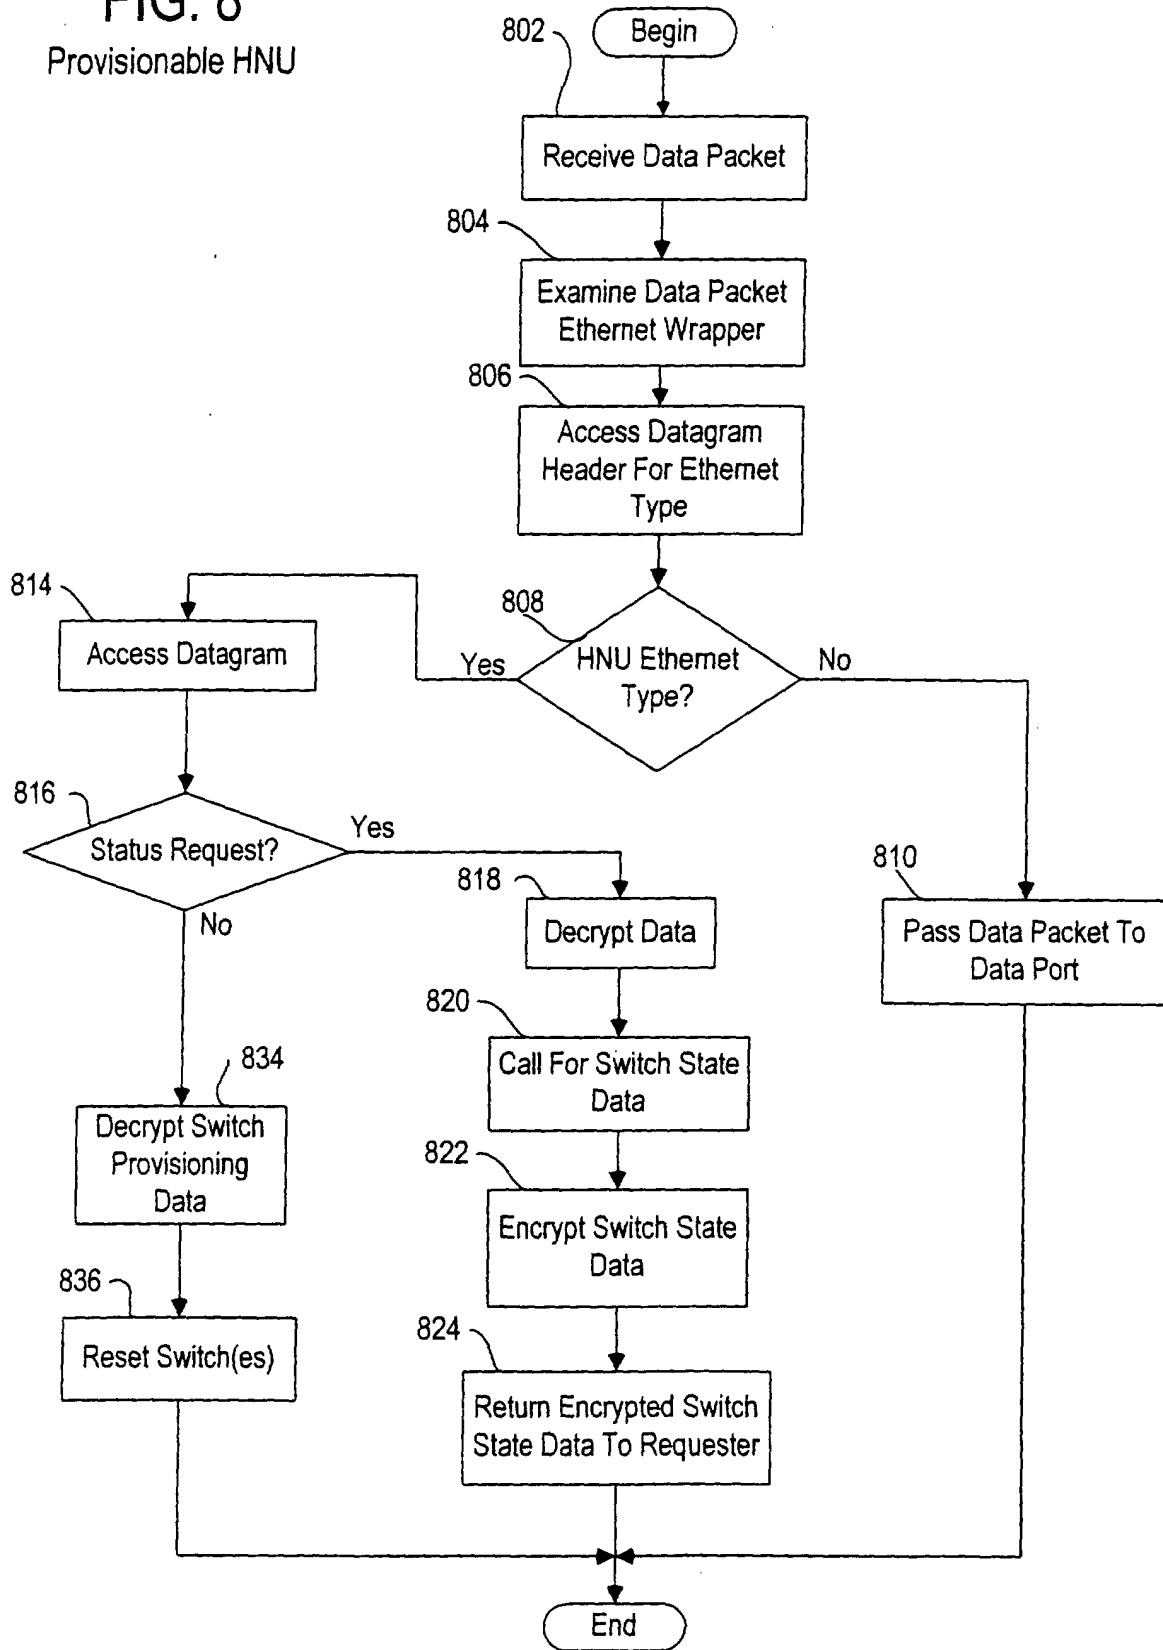 FIG. 8
Provisionable HNU
Begin
802
Receive Data Packet
804
Examine Data Packet
Ethernet Wrapper
806
Access Datagram
Header For Ethernet
Type
808
HNU Ethernet
Type?
Yes
No
814
Access Datagram
816
Status Request?
Yes
No
818
Decrypt Data
810
Pass Data Packet To
Data Port
820
Call For Switch State
Data
834
Decrypt Switch
Provisioning
Data
822
Encrypt Switch State
Data
836
Reset Switch(es)
824
Return Encrypted Switch
State Data To Requester
End